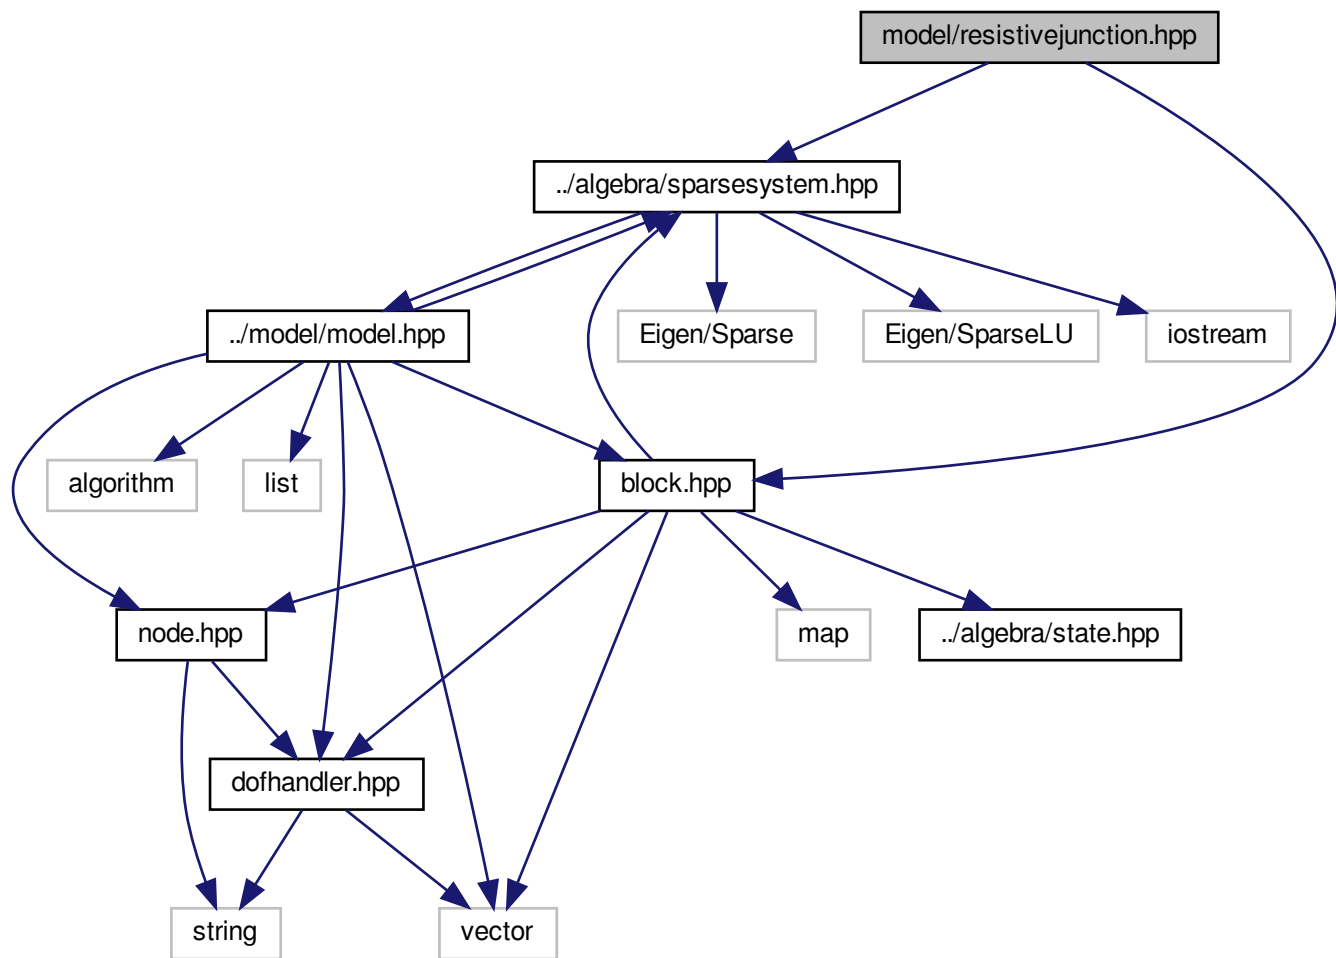 model/resistivejunction.hpp
../algebra/sparsesystem.hpp
../model/model.hpp
Eigen/Sparse
Eigen/SparseLU
iostream
algorithm
list
block.hpp
node.hpp
map
../algebra/state.hpp
dofhandler.hpp
string
vector